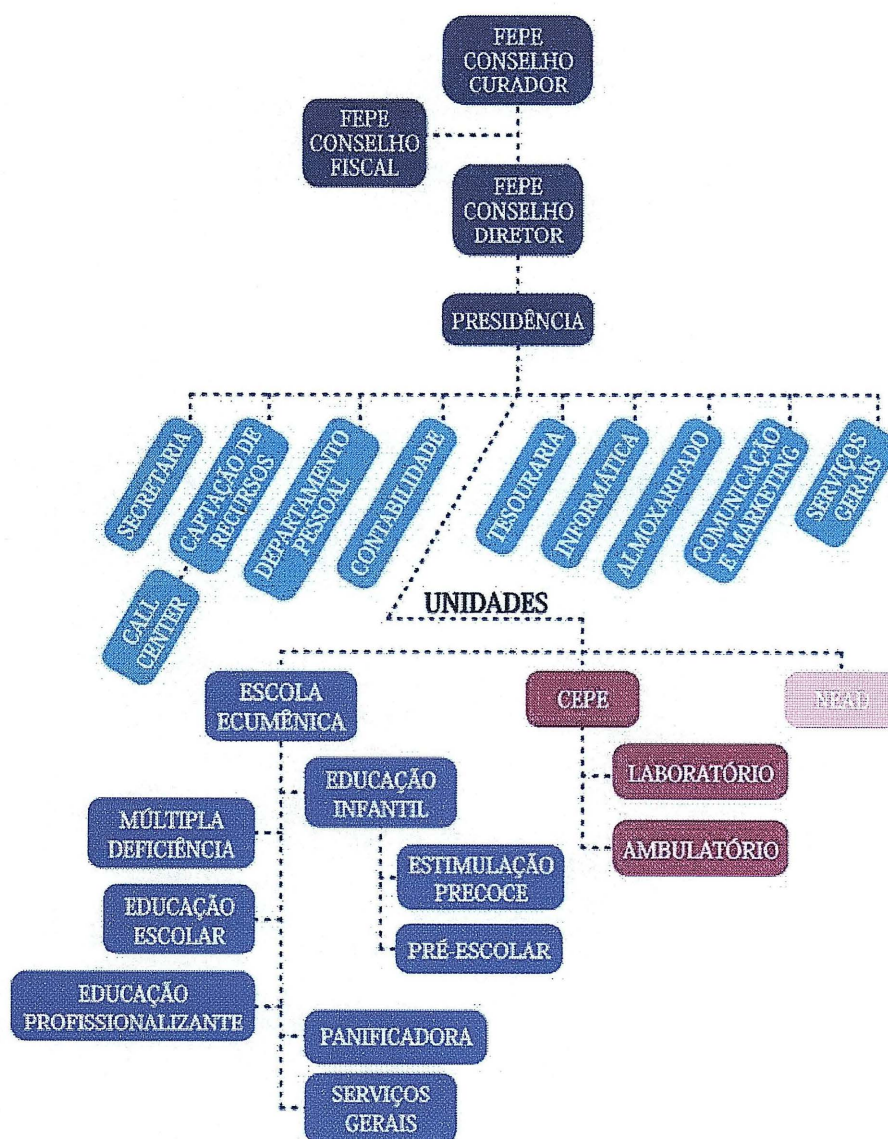 FEPE
CONSELHO
CURADOR
FEPE
CONSELHO
FISCAL
FEPE
CONSELHO
DIRETOR
PRESIDÊNCIA
SECRETARIA
CAPTAÇÃO DE
RECURSOS
CALL
CENTER
DEPARTAMENTO
PESSOAL
CONTABILIDADE
TESOURARIA
INFORMÁTICA
ALMOXARIFADO
COMUNICAÇÃO
E MARKETING
SERVIÇOS
GERAIS
UNIDADES
ESCOLA
ECUMÊNICA
CEPE
NEAD
EDUCAÇÃO
INFANTIL
LABORATÓRIO
MÚLTIPLA
DEFICIÊNCIA
AMBULATÓRIO
ESTIMULAÇÃO
PRECOCE
EDUCAÇÃO
ESCOLAR
PRÉ-ESCOLAR
EDUCAÇÃO
PROFISSIONALIZANTE
PANIFICADORA
SERVIÇOS
GERAIS